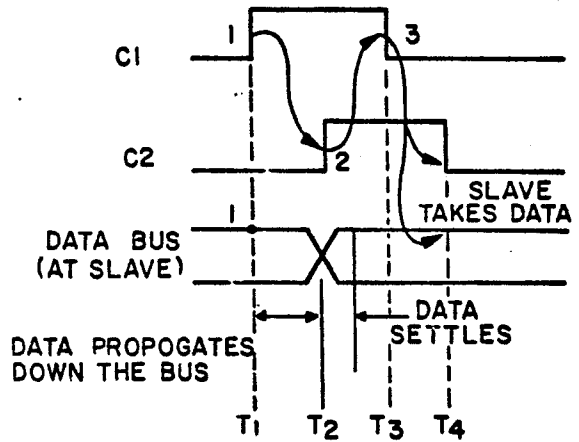 1
3
C1
C2
2
SLAVE
TAKES DATA
1
DATA BUS
(AT SLAVE)
DATA
SETTLES
DATA PROPOGATES
DOWN THE BUS
T1 T2 T3 T4